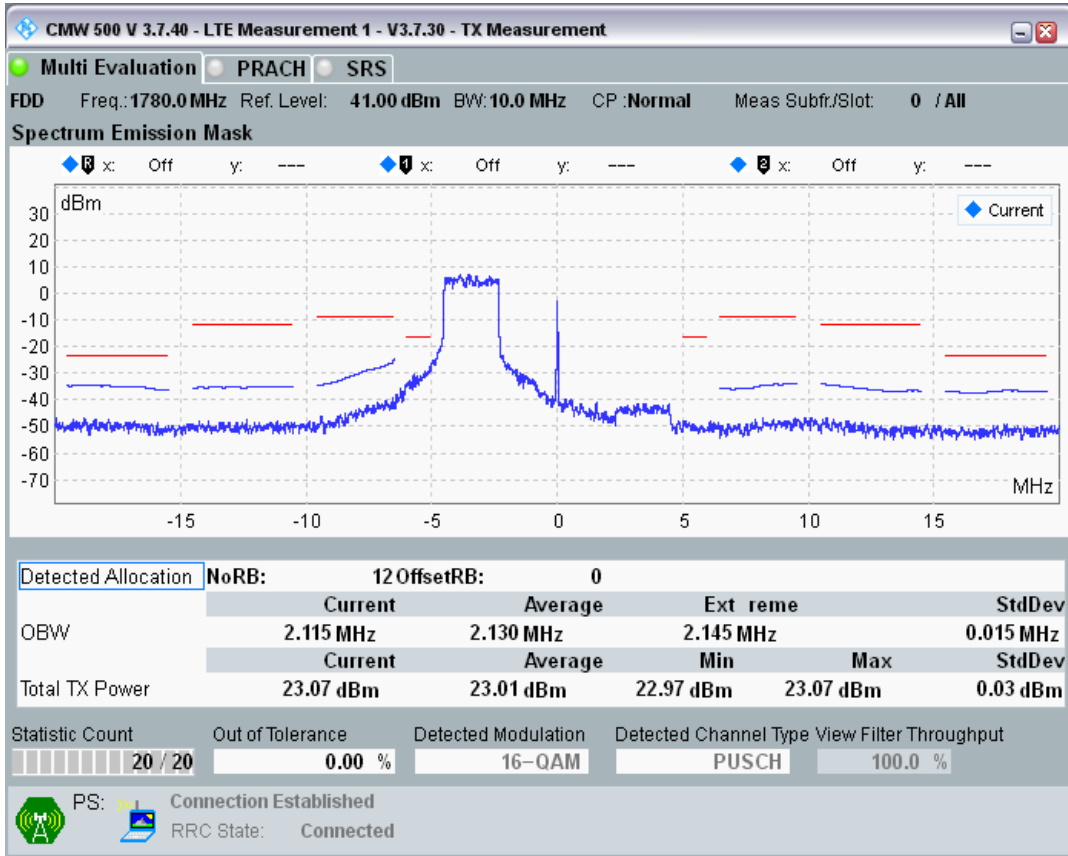 CMW 500 V 3.7.40 - LTE Measurement 1 - V3.7.30 - TX Measurement
Multi Evaluation PRACH SRS
FDD Freq.: 1780.0 MHz Ref. Level: 41.00 dBm BW: 10.0 MHz CP :Normal Meas Subfr./Slot: 0 / All
Spectrum Emission Mask
R x: Off y: --- 1 x: Off y: --- 2 x: Off y: ---
dBm
Current
30
20
10
0
-10
-20
-30
-40
-50
-60
-70
MHz
-15 -10 -5 0 5 10 15
Detected Allocation NoRB: 12 OffsetRB: 0
Current Average Ext reme StdDev
OBW 2.115 MHz 2.130 MHz 2.145 MHz 0.015 MHz
Current Average Min Max StdDev
Total TX Power 23.07 dBm 23.01 dBm 22.97 dBm 23.07 dBm 0.03 dBm
Statistic Count Out of Tolerance Detected Modulation Detected Channel Type View Filter Throughput
20 / 20 0.00 % 16-QAM PUSCH 100.0 %
PS: Connection Established
RRC State: Connected